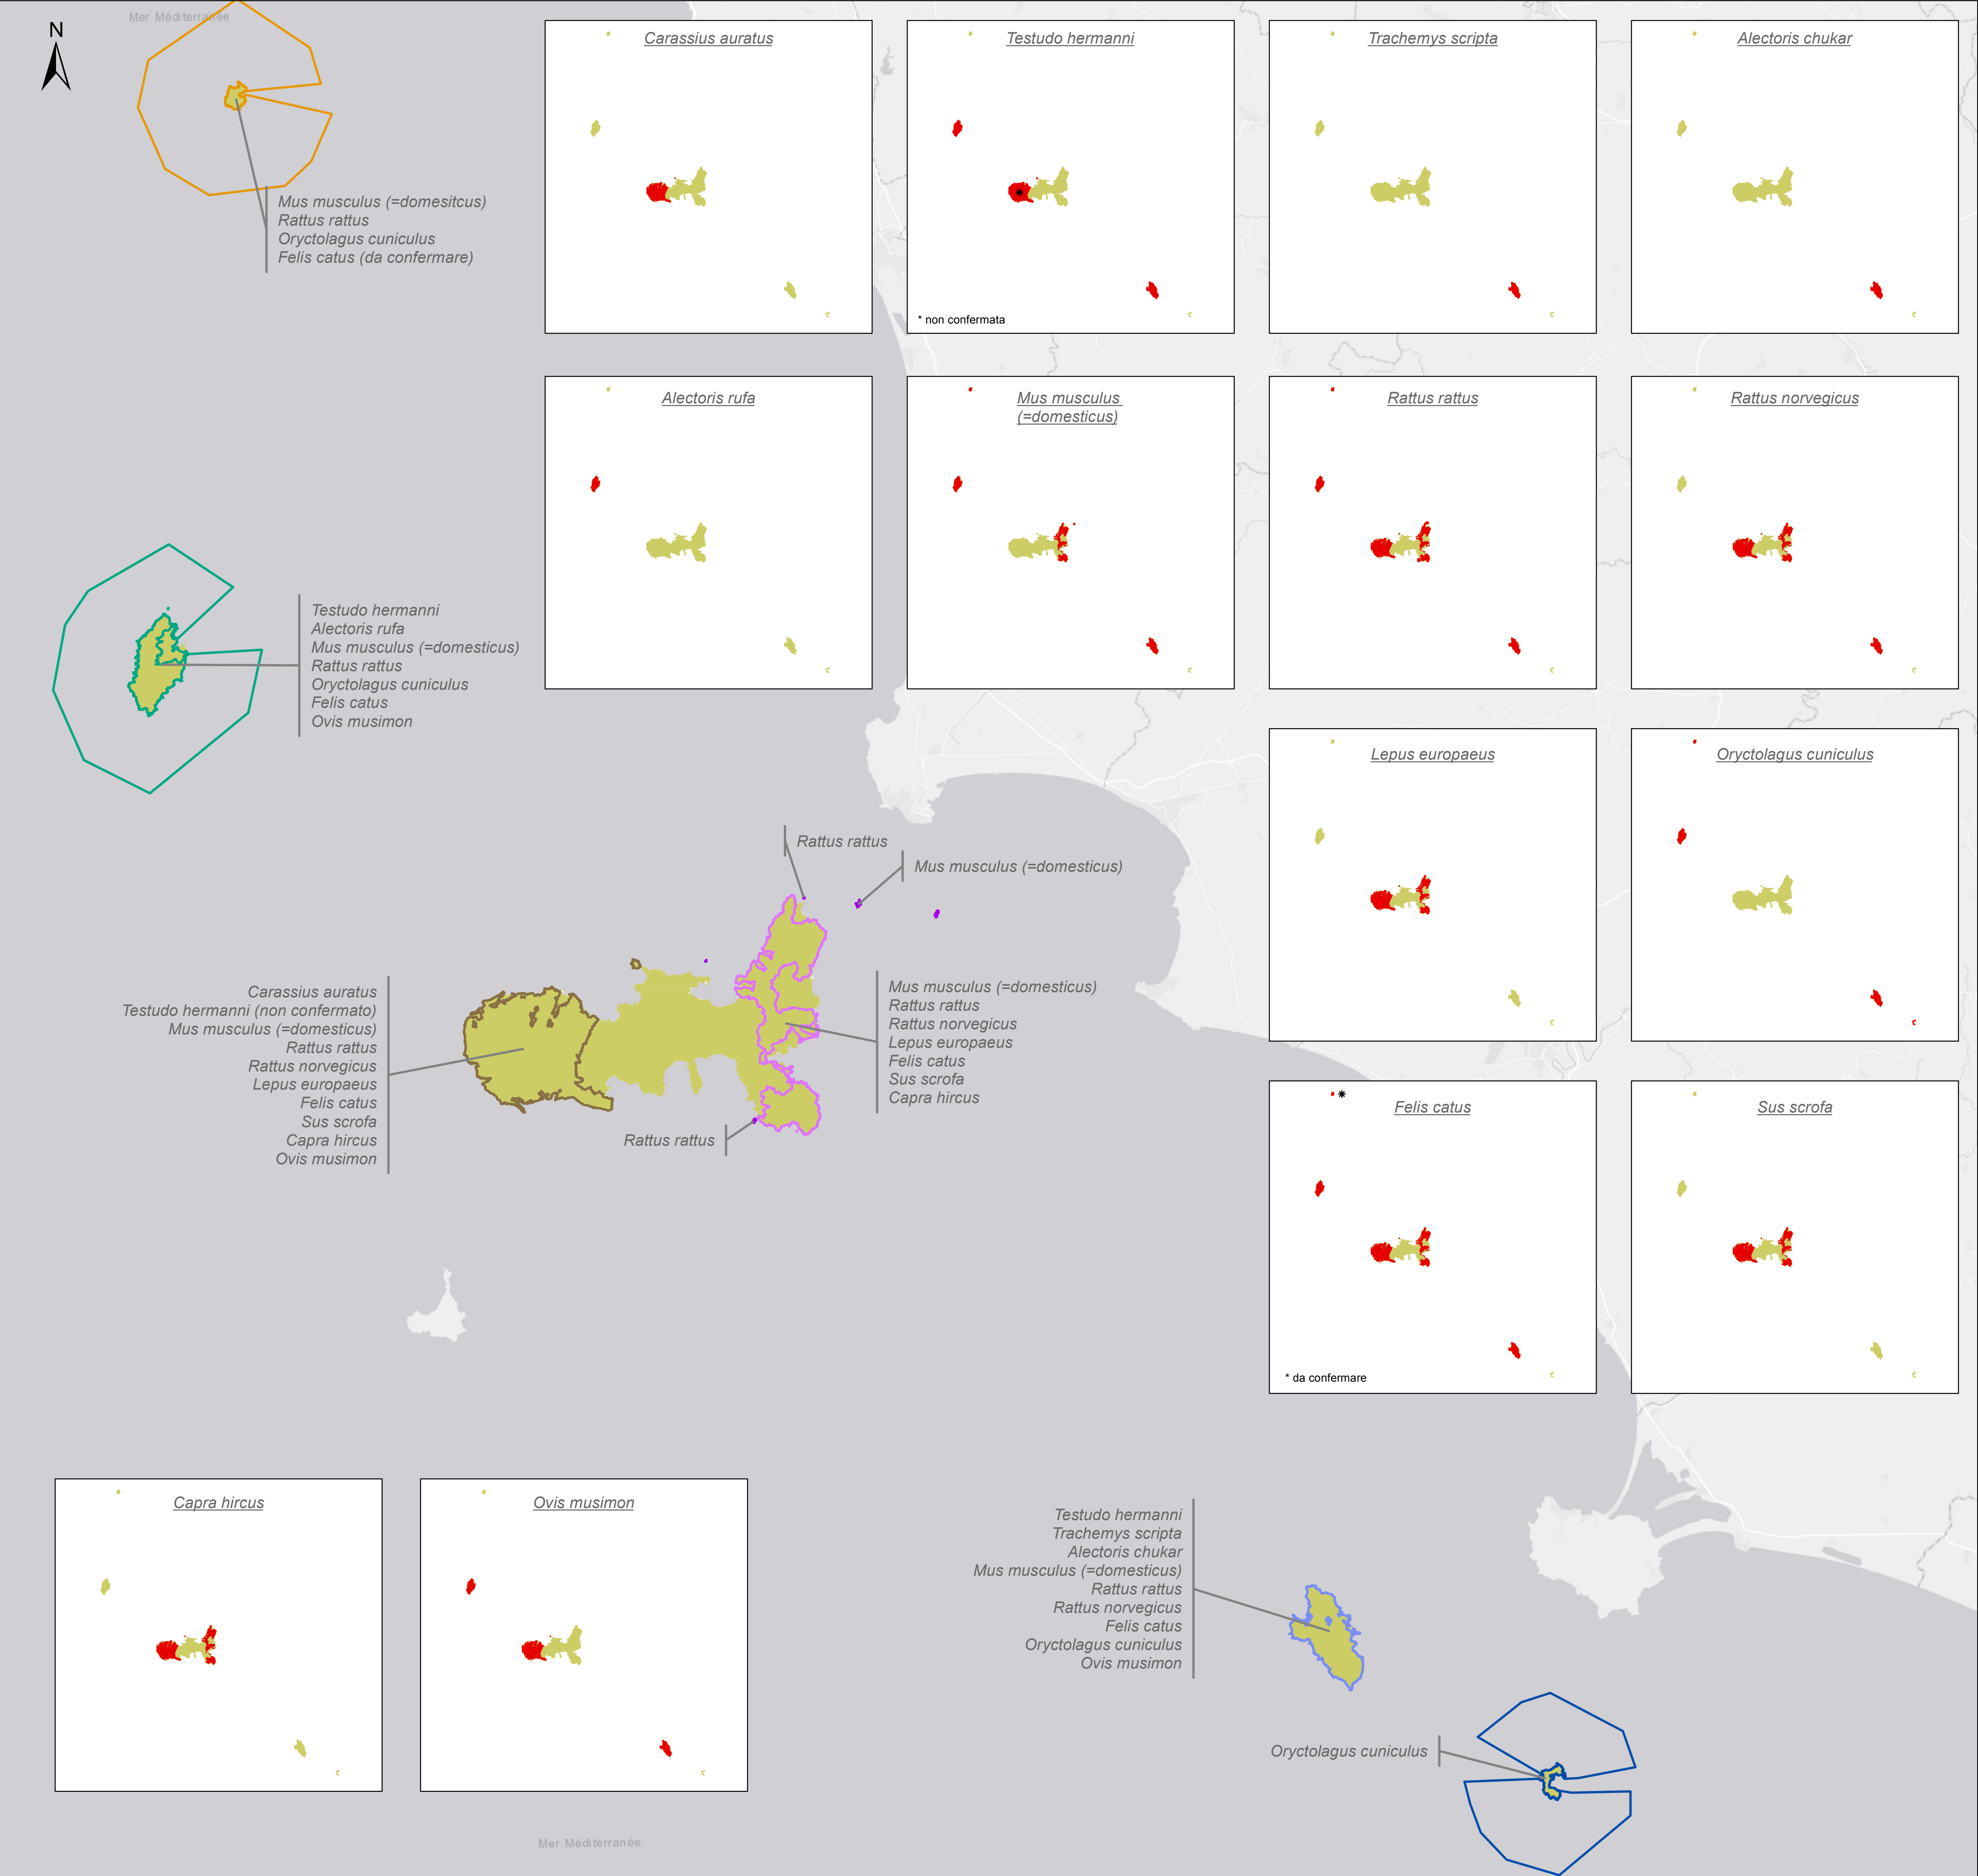 Mer Méditerranée
N
Mus musculus (=domesitcus)
Rattus rattus
Oryctolagus cuniculus
Felis catus (da confermare)
Carassius auratus
Testudo hermanni
* non confermata
Trachemys scripta
Alectoris chukar
Alectoris rufa
Mus musculus
(=domesticus)
Rattus rattus
Rattus norvegicus
Testudo hermanni
Alectoris rufa
Mus musculus (=domesticus)
Rattus rattus
Oryctolagus cuniculus
Felis catus
Ovis musimon
Lepus europaeus
Oryctolagus cuniculus
Rattus rattus
Mus musculus (=domesticus)
Carassius auratus
Testudo hermanni (non confermato)
Mus musculus (=domesticus)
Rattus rattus
Rattus norvegicus
Lepus europaeus
Felis catus
Sus scrofa
Capra hircus
Ovis musimon
Mus musculus (=domesticus)
Rattus rattus
Rattus norvegicus
Lepus europaeus
Felis catus
Sus scrofa
Capra hircus
Rattus rattus
Felis catus
* da confermare
Sus scrofa
Capra hircus
Ovis musimon
Testudo hermanni
Trachemys scripta
Alectoris chukar
Mus musculus (=domesticus)
Rattus rattus
Rattus norvegicus
Felis catus
Oryctolagus cuniculus
Ovis musimon
Oryctolagus cuniculus
Mer Méditerranée